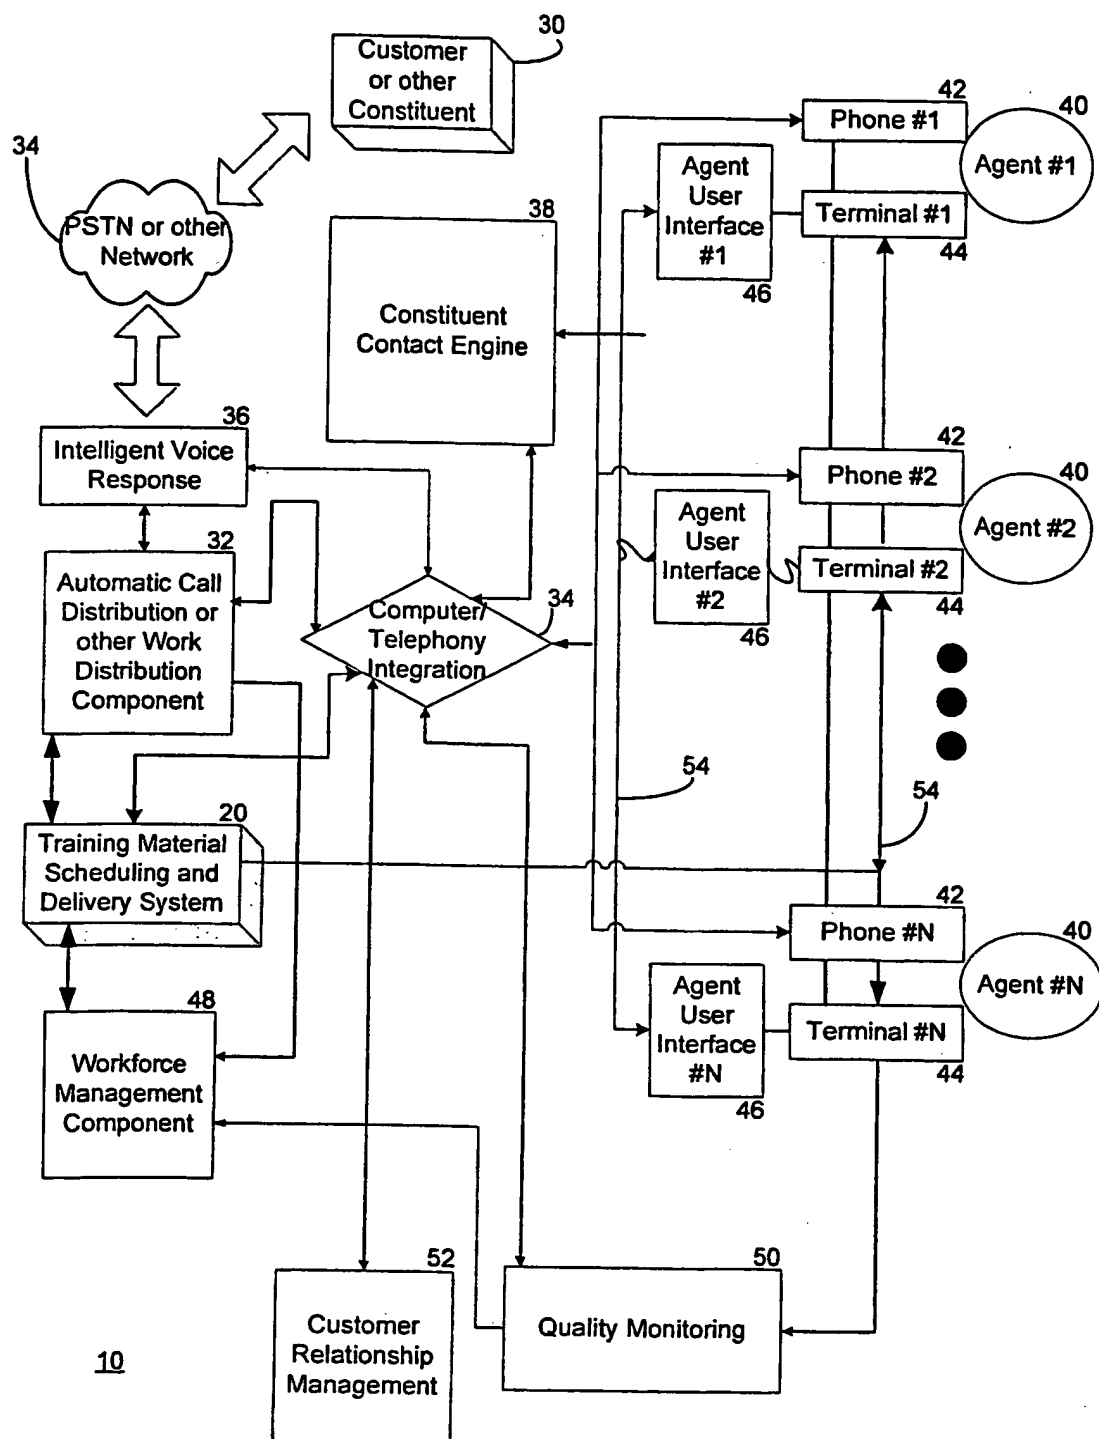 30
Customer
or other
Constituent
34
PSTN or other
Network
38
Constituent
Contact Engine
42
Phone #1
40
Agent #1
Agent
User
Interface
#1
46
Terminal #1
44
36
Intelligent Voice
Response
32
Automatic Call
Distribution or
other Work
Distribution
Component
Computer/
Telephony
Integration
34
42
Phone #2
40
Agent #2
Agent
User
Interface
#2
46
Terminal #2
44
54
54
20
Training Material
Scheduling and
Delivery System
42
Phone #N
40
Agent #N
Agent
User
Interface
#N
46
Terminal #N
44
48
Workforce
Management
Component
52
Customer
Relationship
Management
50
Quality Monitoring
10